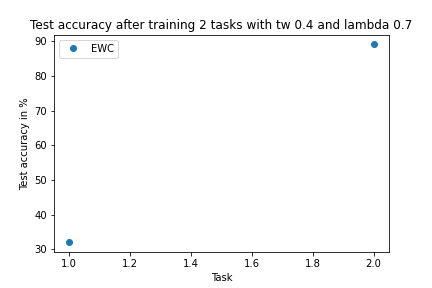 Test accuracy after training 2 tasks with tw 0.4 and lambda 0.7
90
EWC
80
70
60
50
40
30
Test accuracy in %
1.0 1.2 1.4 1.6 1.8 2.0
Task